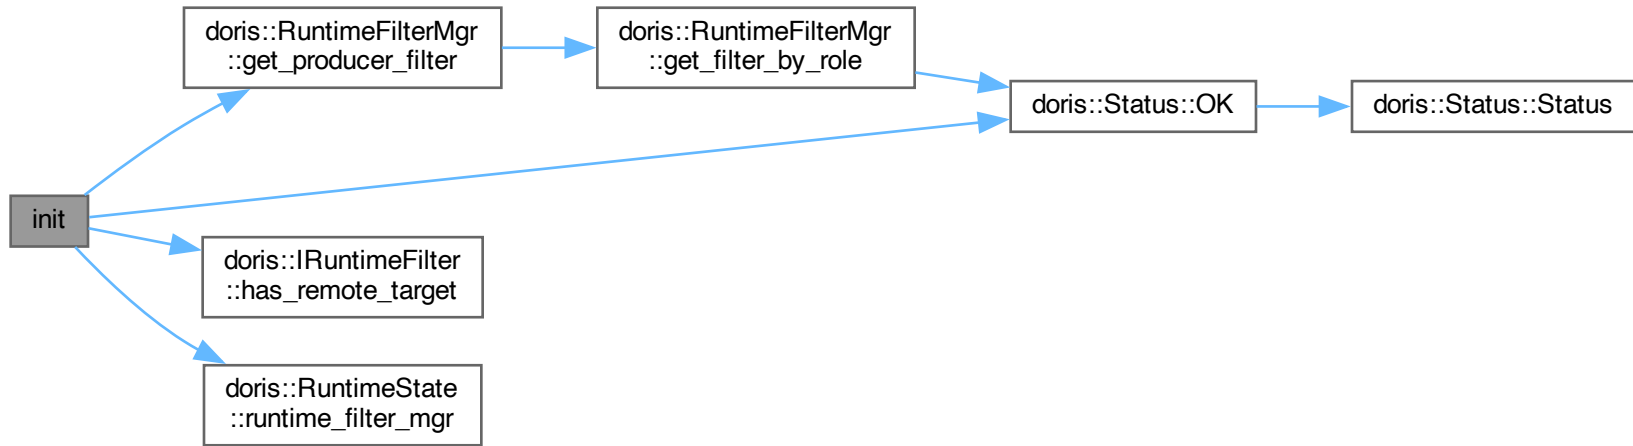 doris::RuntimeFilterMgr
::get_producer_filter
doris::RuntimeFilterMgr
::get_filter_by_role
doris::Status::OK
doris::Status::Status
init
doris::IRuntimeFilter
::has_remote_target
doris::RuntimeState
::runtime_filter_mgr